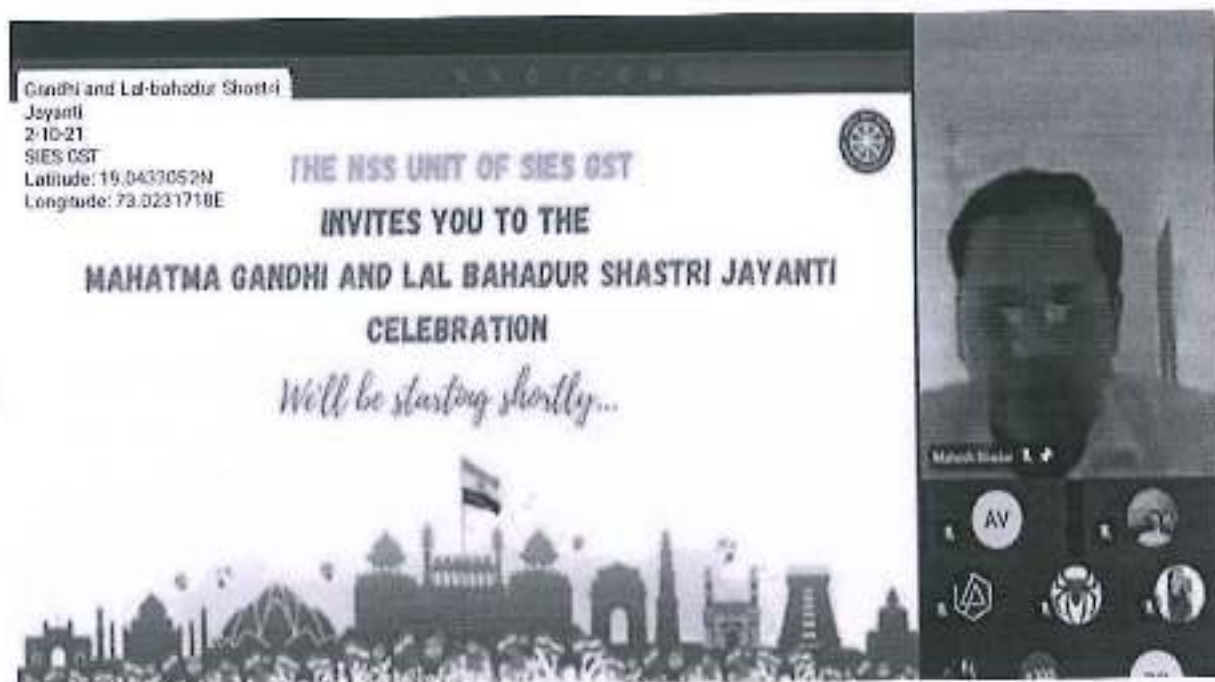 Gandhi and Lal-bahadur Shastri
Jayanti
2-10-21
SIES GST
Latitude: 19.0433052N
Longitude: 73.0231718E
THE NSS UNIT OF SIES GST
INVITES YOU TO THE
MAHATMA GANDHI AND LAL BAHADUR SHASTRI JAYANTI
CELEBRATION
We'll be starting shortly...
Mahesh
AV